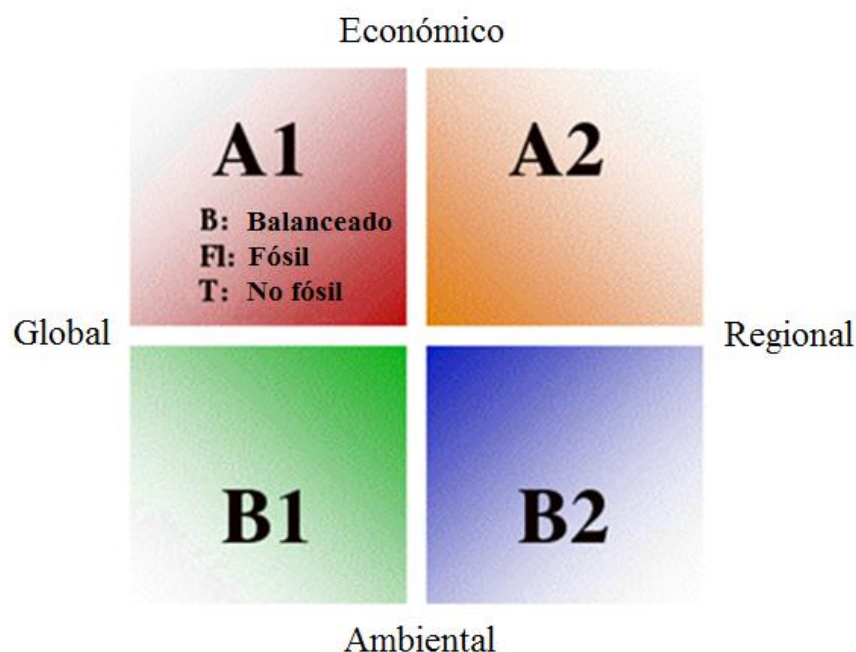 Económico
A1
A2
B: Balanceado
Fl: Fósil
T: No fósil
Global
Regional
B1
B2
Ambiental